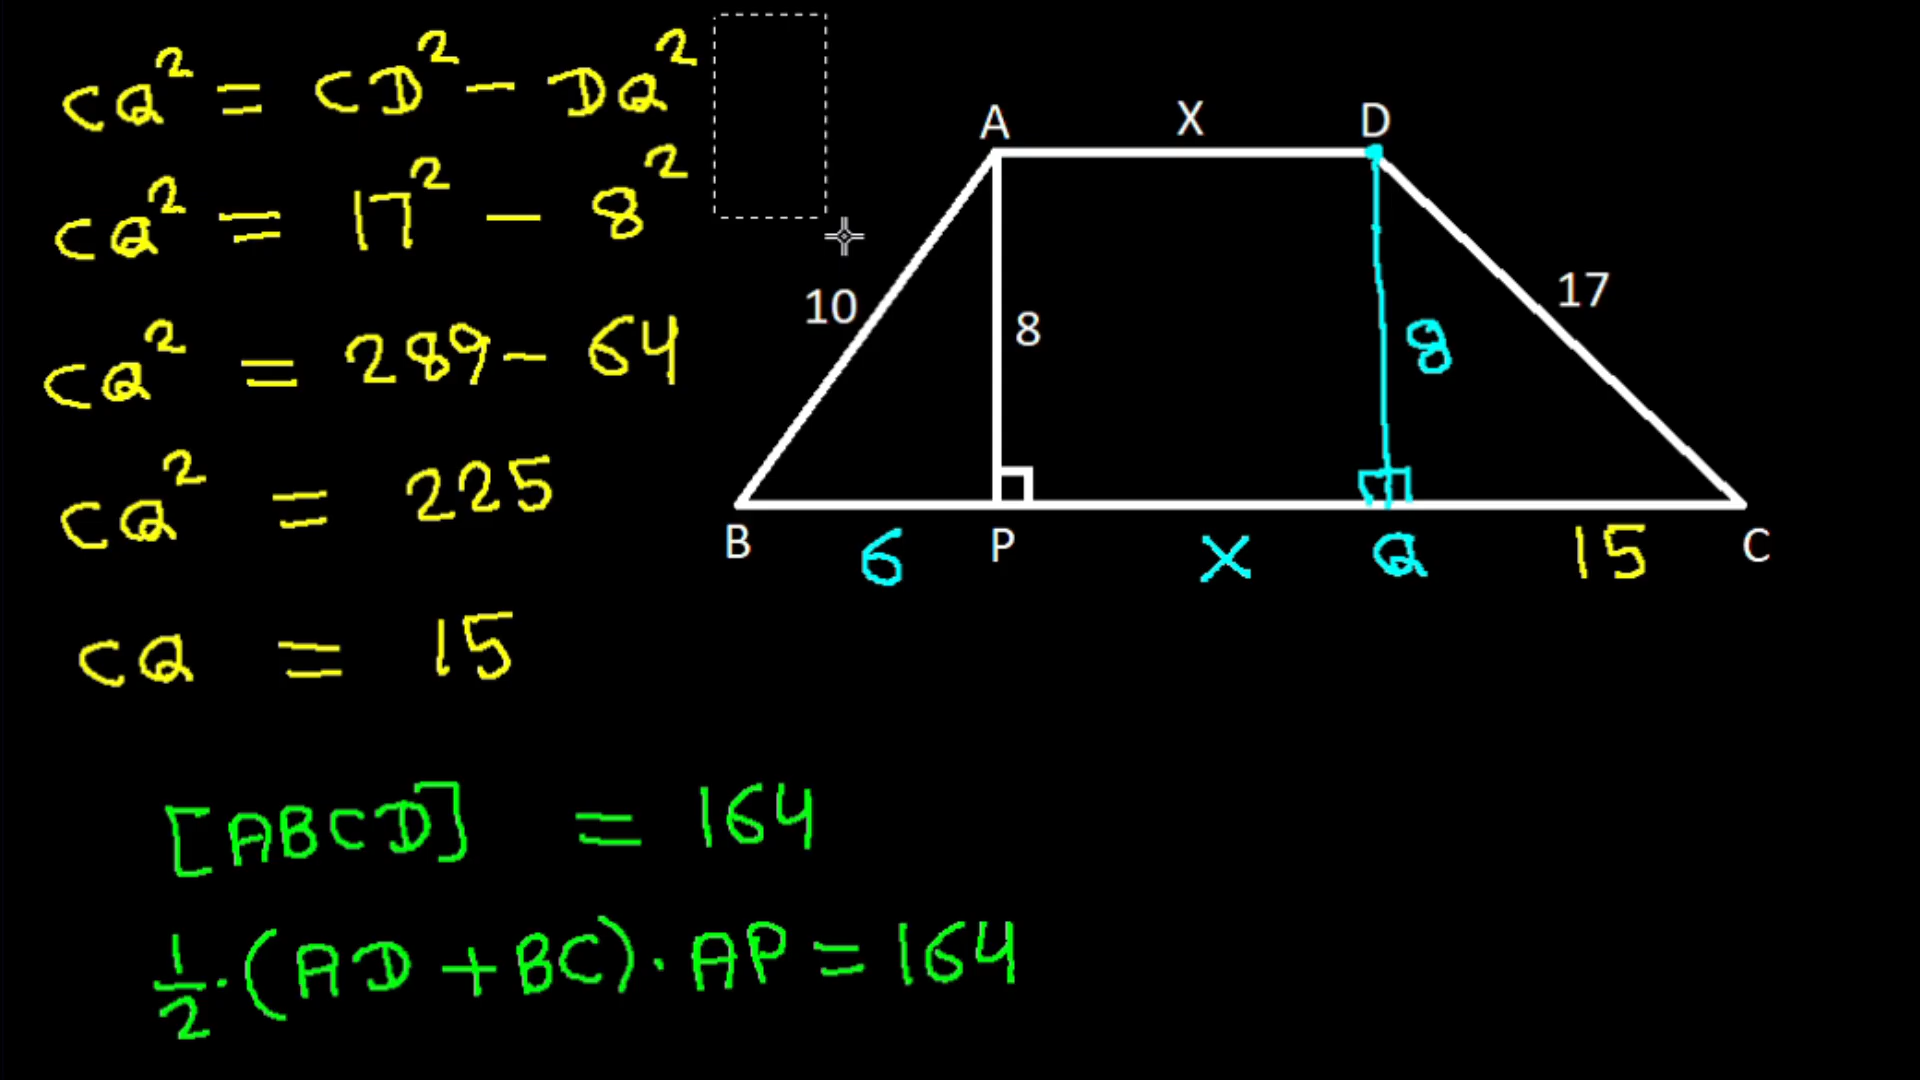 CQ² = CD² - DQ²
CQ² = 17² - 8²
CQ² = 289 - 64
CQ² = 225
CQ = 15
A X D
10 8 8 17
B 6 P X Q 15 C
[ABCD] = 164
1/2 · (AD + BC) · AP = 164